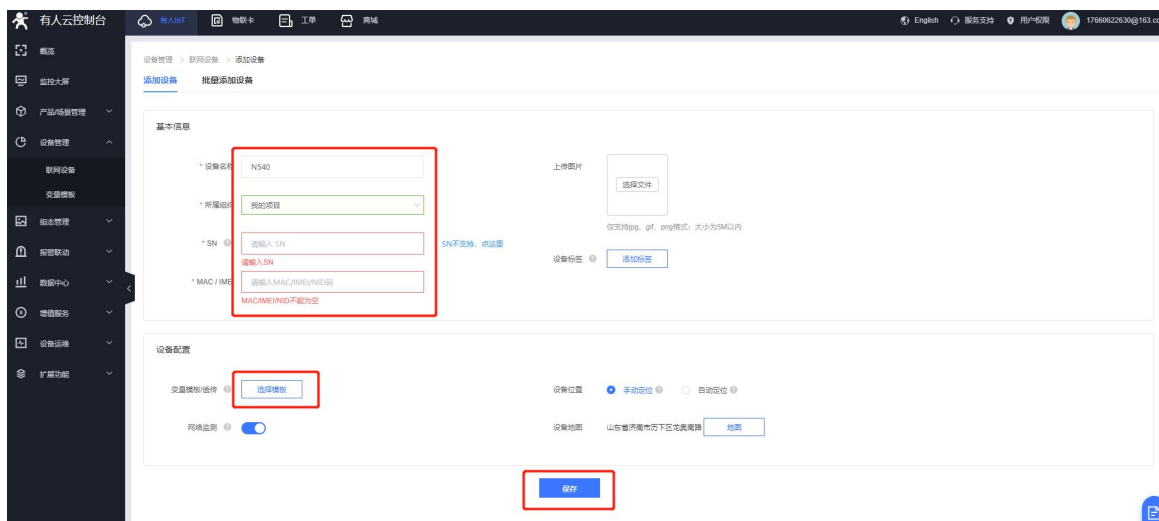 有人云控制台 有人IoT 物联卡 工单 商城 English 服务支持 用户权限 17660622630@163.co
概览
监控大屏
产品/场景管理
设备管理
联网设备
变量模板
组态管理
报警联动
数据中心
增值服务
设备运维
扩展功能
设备管理 > 联网设备 > 添加设备
添加设备 批量添加设备
基本信息
* 设备名称 N540
* 所属组织 我的项目
* SN 请输入 SN SN不支持，点这里
请输入SN
* MAC / IMEI 请输入MAC/IMEI/NID码
MAC/IMEI/NID不能为空
上传图片 选择文件
仅支持jpg、gif、png格式；大小为5M以内
设备标签 添加标签
设备配置
变量模板/透传 选择模板 设备位置 手动定位 自动定位
网络监测 设备地图 山东省济南市历下区龙奥南路 地图
保存